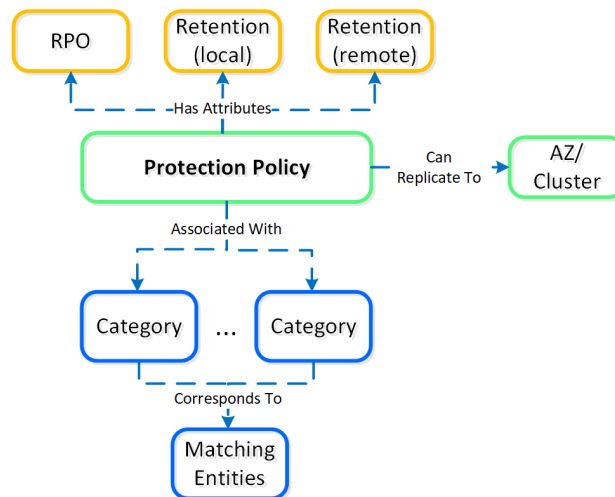 RPO
Retention
(local)
Retention
(remote)
Has Attributes
Protection Policy
Can
Replicate To
AZ/
Cluster
Associated With
Category
...
Category
Corresponds To
Matching
Entities